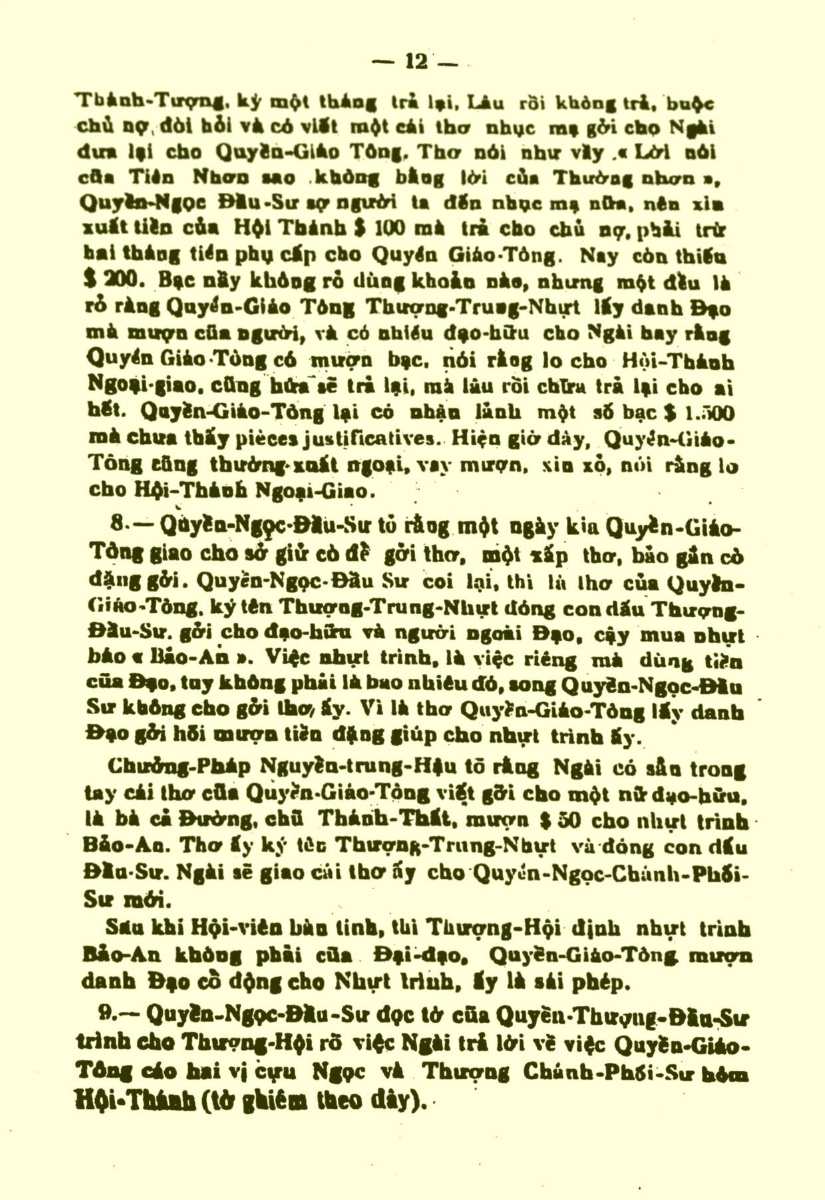 — 12 —
Thánh-Tượng, kỳ một tháng trả lại, Lâu rồi không trả, buộc
chủ nợ đòi hỏi và có viết một cái thơ nhục mạ gởi cho Ngài
đưa lại cho Quyền-Giáo Tông. Thơ nói như vầy .« Lời nói
của Tiên Nhơn sao không bằng lời của Thường nhơn »,
Quyền-Ngọc Đầu-Sư sợ người ta đến nhục mạ nữa, nên xin
xuất tiền của Hội Thánh $ 100 mà trả cho chủ nợ, phải trừ
hai tháng tiền phụ cấp cho Quyền Giáo-Tông. Nay còn thiếu
$ 200. Bạc nầy không rỏ dùng khoản nào, nhưng một đều là
rỏ ràng Quyền-Giáo Tông Thượng-Trung-Nhựt lấy danh Đạo
mà mượn của người, và có nhiều đạo-hữu cho Ngài hay rằng
Quyền Giáo-Tông có mượn bạc, nói rằng lo cho Hội-Thánh
Ngoại-giao, cũng hứa sẽ trả lại, mà lâu rồi chữa trả lại cho ai
hết. Quyền-Giáo-Tông lại có nhận lảnh một số bạc $ 1.500
mà chưa thấy pièces justificatives. Hiện giờ đây, Quyền-Giáo-
Tông cũng thường-xuất ngoại, vay mượn, xin xỏ, nói rằng lo
cho Hội-Thánh Ngoại-Giao.
8.— Quyền-Ngọc-Đầu-Sư tỏ rằng một ngày kia Quyền-Giáo-
Tông giao cho sở giử cò để gởi thơ, một xấp thơ, bảo gắn cò
đặng gởi. Quyền-Ngọc-Đầu Sư coi lại, thì là thơ của Quyền-
Giáo-Tông, ký tên Thượng-Trung-Nhựt đóng con dấu Thượng-
Đầu-Sư. gởi cho đạo-hữu và người ngoài Đạo, cậy mua nhựt
báo « Bảo-An ». Việc nhựt trình, là việc riêng mà dùng tiền
của Đạo, tuy không phải là bao nhiêu đó, song Quyền-Ngọc-Đầu
Sư không cho gởi thơ ấy. Vì là thơ Quyền-Giáo-Tông lấy danh
Đạo gởi hỏi mượn tiền đặng giúp cho nhựt trình ấy.
Chưởng-Pháp Nguyễn-trung-Hậu tỏ rằng Ngài có sẵn trong
tay cái thơ của Quyền-Giáo-Tông viết gởi cho một nữ đạo-hữu,
là bà cả Đường, chũ Thánh-Thất, mượn $ 50 cho nhựt trình
Bảo-An. Thơ ấy ký tên Thượng-Trung-Nhựt và đóng con dấu
Đầu-Sư. Ngài sẽ giao cái thơ ấy cho Quyền-Ngọc-Chánh-Phối-
Sư mới.
Sau khi Hội-viên bàn tính, thì Thượng-Hội định nhựt trình
Bảo-An không phải của Đại-đạo, Quyền-Giáo-Tông mượn
danh Đạo cổ động cho Nhựt trình, ấy là sái phép.
9.— Quyền-Ngọc-Đầu-Sư đọc tờ của Quyền-Thượng-Đầu-Sư
trình cho Thượng-Hội rõ việc Ngài trả lời về việc Quyền-Giáo-
Tông cáo hai vị cựu Ngọc và Thượng Chánh-Phối-Sư hôm
Hội-Thánh (tờ ghiêm theo đây).